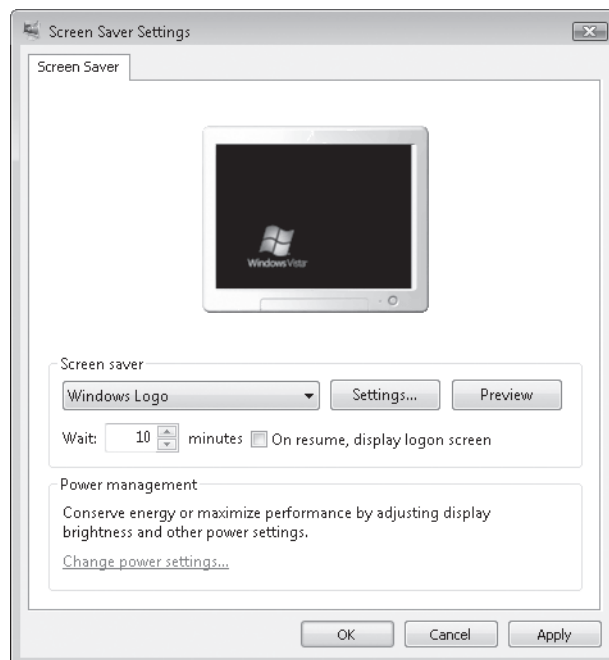 Screen Saver Settings
Screen Saver
Windows Vista
Screen saver
Windows Logo
Settings...
Preview
Wait: 10 minutes On resume, display logon screen
Power management
Conserve energy or maximize performance by adjusting display
brightness and other power settings.
Change power settings...
OK
Cancel
Apply